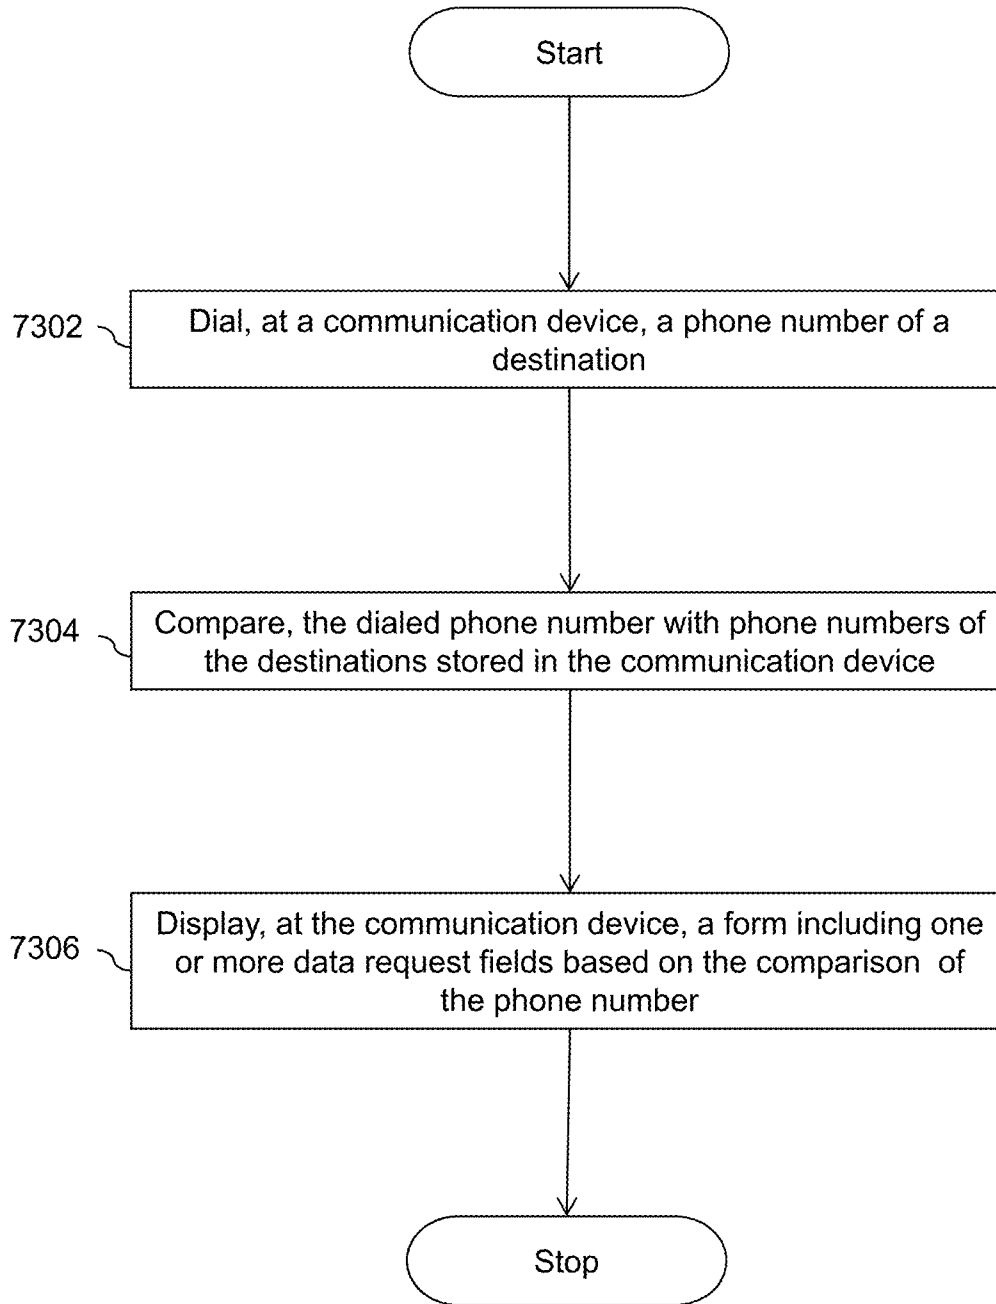 Start
7302
Dial, at a communication device, a phone number of a
destination
7304
Compare, the dialed phone number with phone numbers of
the destinations stored in the communication device
7306
Display, at the communication device, a form including one
or more data request fields based on the comparison of
the phone number
Stop